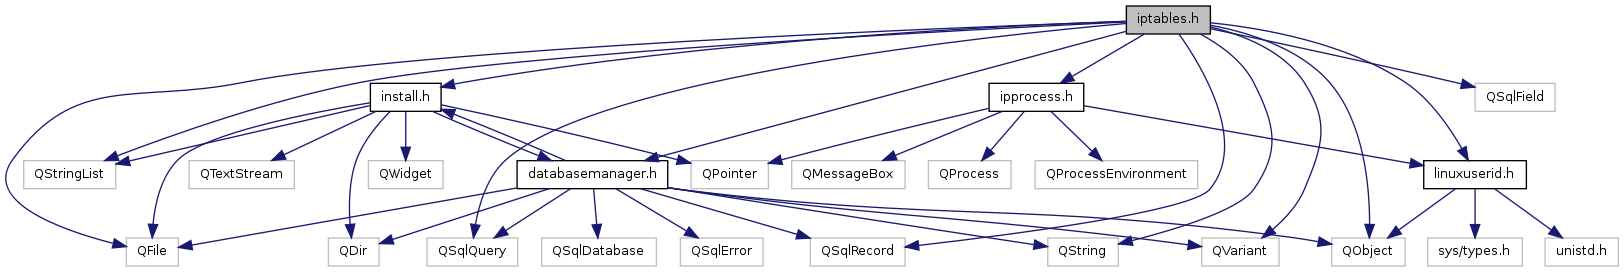 iptables.h
install.h
ipprocess.h
QSqlField
QStringList
QTextStream
QWidget
databasemanager.h
QPointer
QMessageBox
QProcess
QProcessEnvironment
linuxuserid.h
QFile
QDir
QSqlQuery
QSqlDatabase
QSqlError
QSqlRecord
QString
QVariant
QObject
sys/types.h
unistd.h